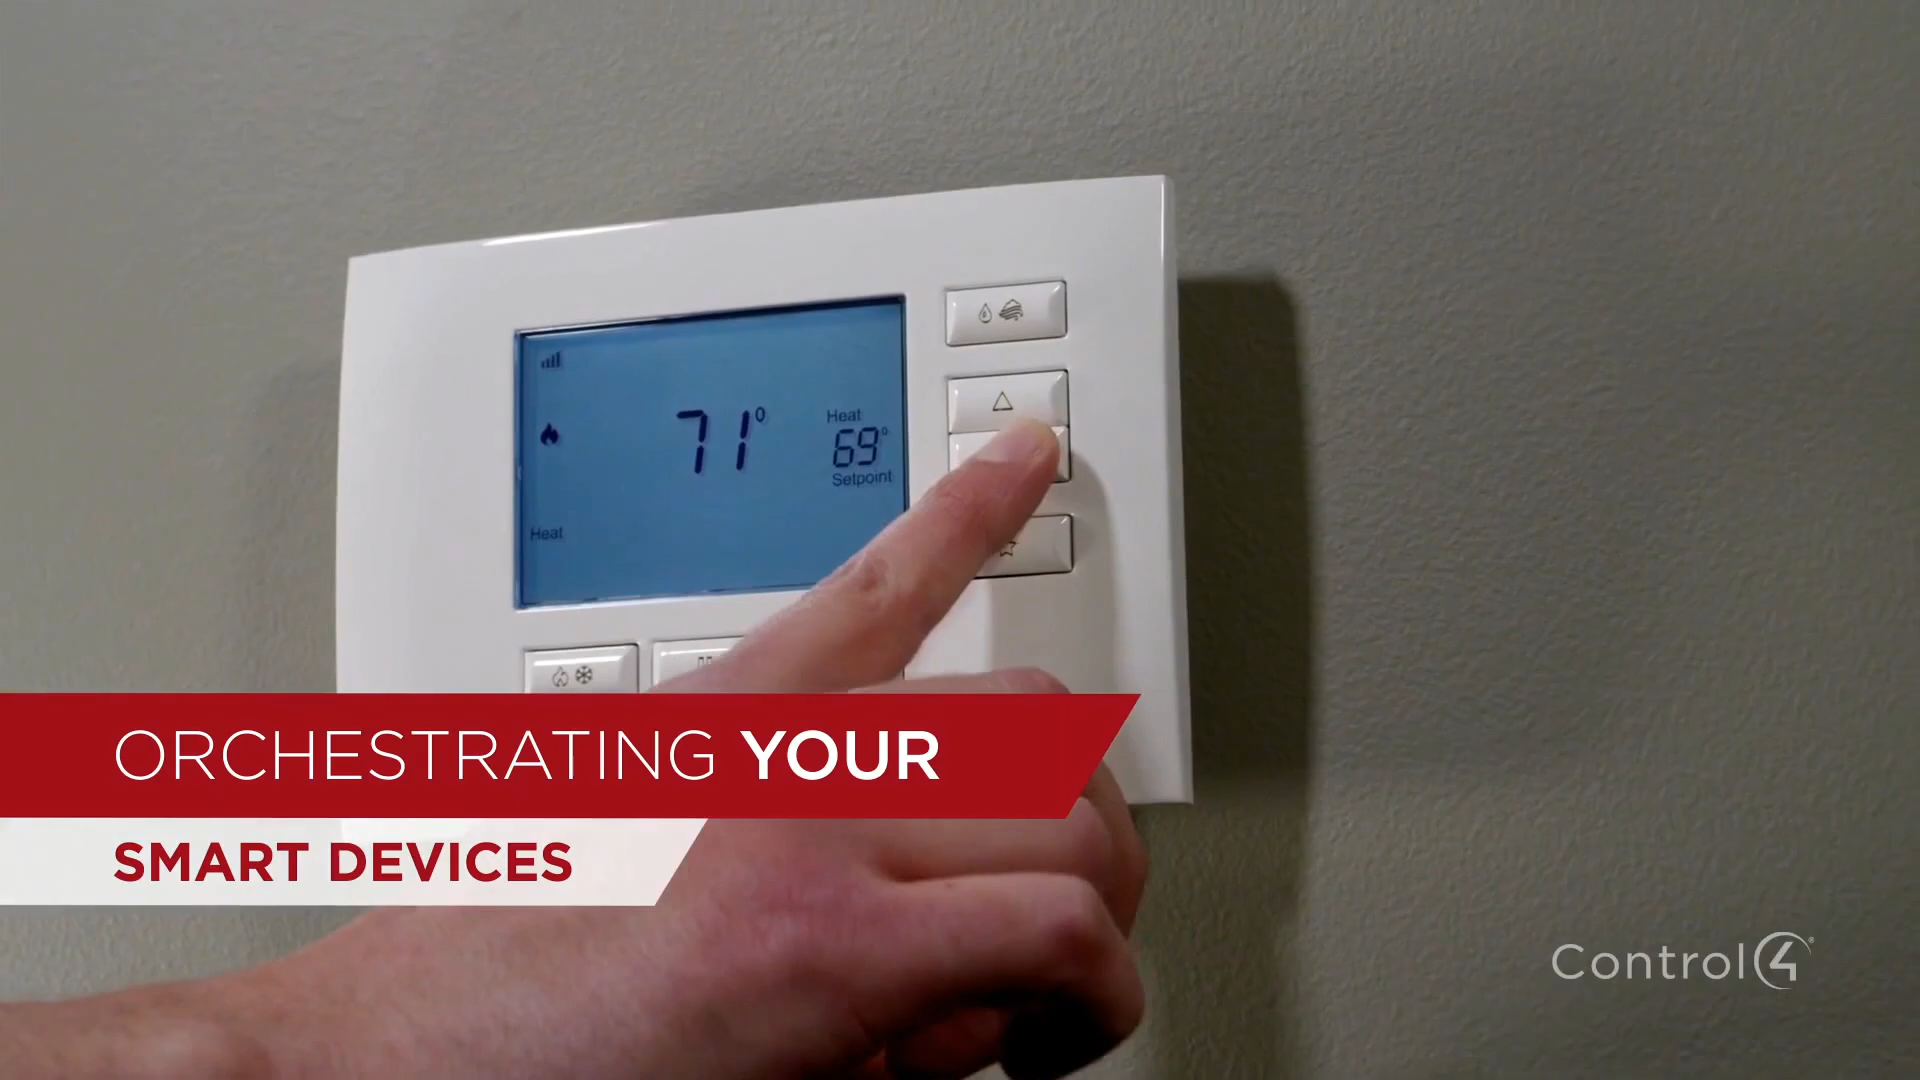 71°
Heat
69°
Setpoint
Heat
ORCHESTRATING YOUR
SMART DEVICES
Control4®